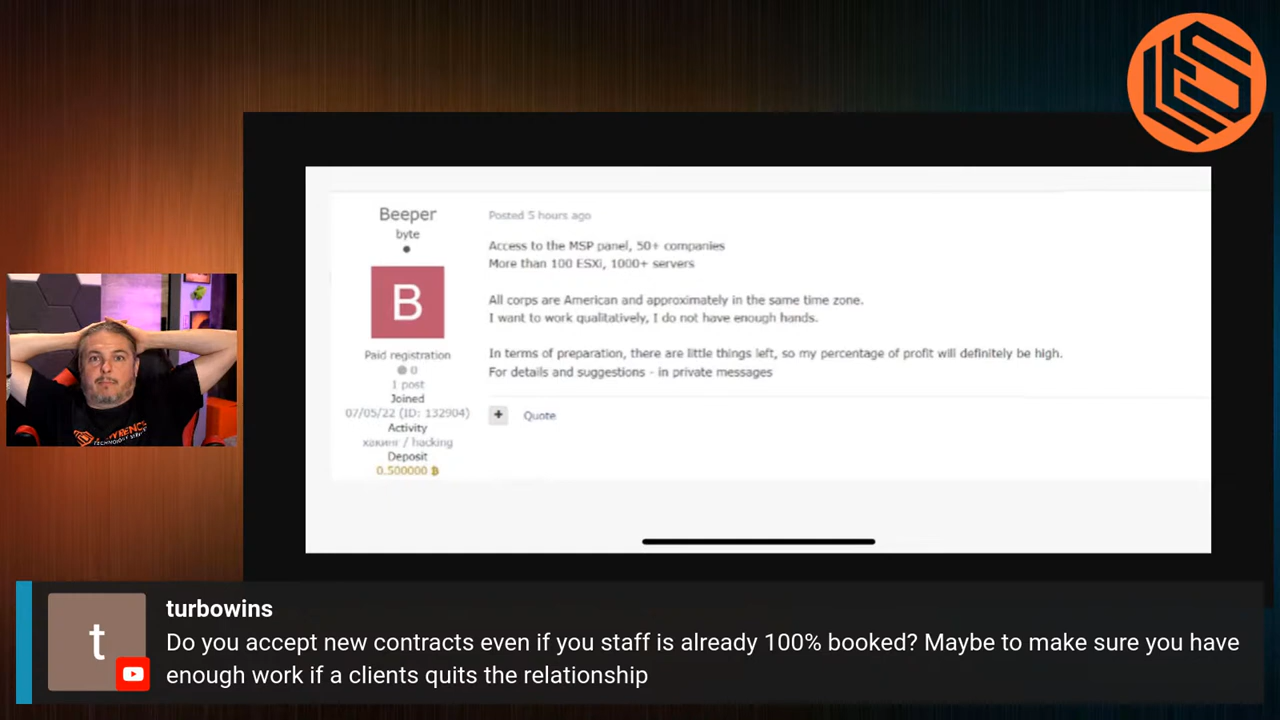 LTS
Beeper
byte
B
Paid registration
0
1 post
Joined
07/05/22 (ID: 132904)
Activity
хакинг / hacking
Deposit
0.500000 ₿
Posted 5 hours ago
Access to the MSP panel, 50+ companies
More than 100 ESXi, 1000+ servers
All corps are American and approximately in the same time zone.
I want to work qualitatively, I do not have enough hands.
In terms of preparation, there are little things left, so my percentage of profit will definitely be high.
For details and suggestions - in private messages
+ Quote
LAWRENCE
t
turbowins
Do you accept new contracts even if you staff is already 100% booked? Maybe to make sure you have
enough work if a clients quits the relationship